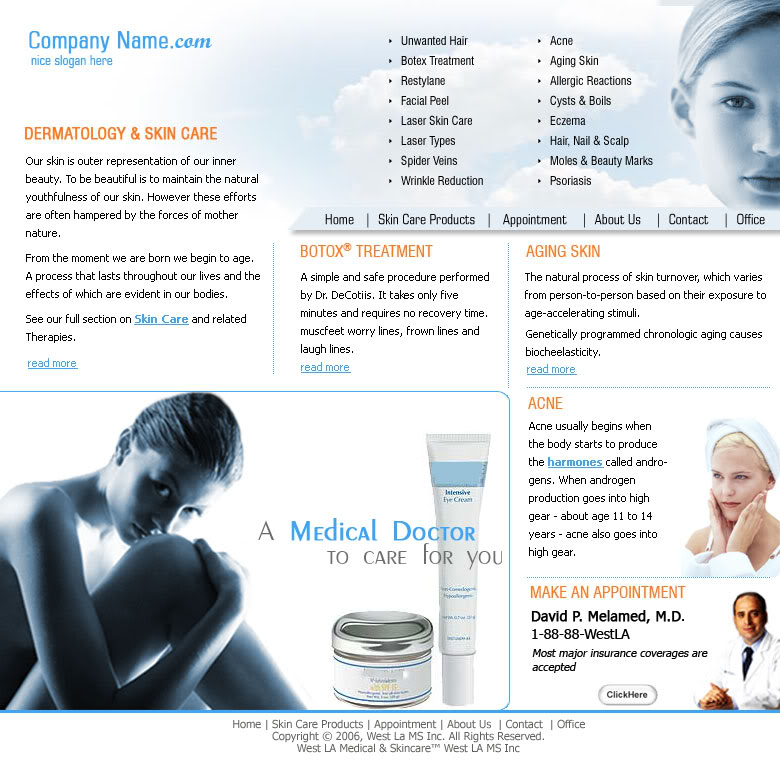 Company Name.com
nice slogan here
Unwanted Hair
Botex Treatment
Restylane
Facial Peel
Laser Skin Care
Laser Types
Spider Veins
Wrinkle Reduction
Acne
Aging Skin
Allergic Reactions
Cysts & Boils
Eczema
Hair, Nail & Scalp
Moles & Beauty Marks
Psoriasis
Home | Skin Care Products | Appointment | About Us | Contact | Office
DERMATOLOGY & SKIN CARE
Our skin is outer representation of our inner
beauty. To be beautiful is to maintain the natural
youthfulness of our skin. However these efforts
are often hampered by the forces of mother
nature.
From the moment we are born we begin to age.
A process that lasts throughout our lives and the
effects of which are evident in our bodies.
See our full section on Skin Care and related
Therapies.
read more
BOTOX® TREATMENT
A simple and safe procedure performed
by Dr. DeCotiis. It takes only five
minutes and requires no recovery time.
muscfeet worry lines, frown lines and
laugh lines.
read more
AGING SKIN
The natural process of skin turnover, which varies
from person-to-person based on their exposure to
age-accelerating stimuli.
Genetically programmed chronologic aging causes
biocheelasticity.
read more
ACNE
Acne usually begins when
the body starts to produce
the harmones called andro-
gens. When androgen
production goes into high
gear - about age 11 to 14
years - acne also goes into
high gear.
A Medical Doctor
to care for you
Intensive
Eye Cream
MAKE AN APPOINTMENT
David P. Melamed, M.D.
1-88-88-WestLA
Most major insurance coverages are
accepted
ClickHere
Home | Skin Care Products | Appointment | About Us | Contact | Office
Copyright © 2006, West La MS Inc. All Rights Reserved.
West LA Medical & Skincare™ West LA MS Inc